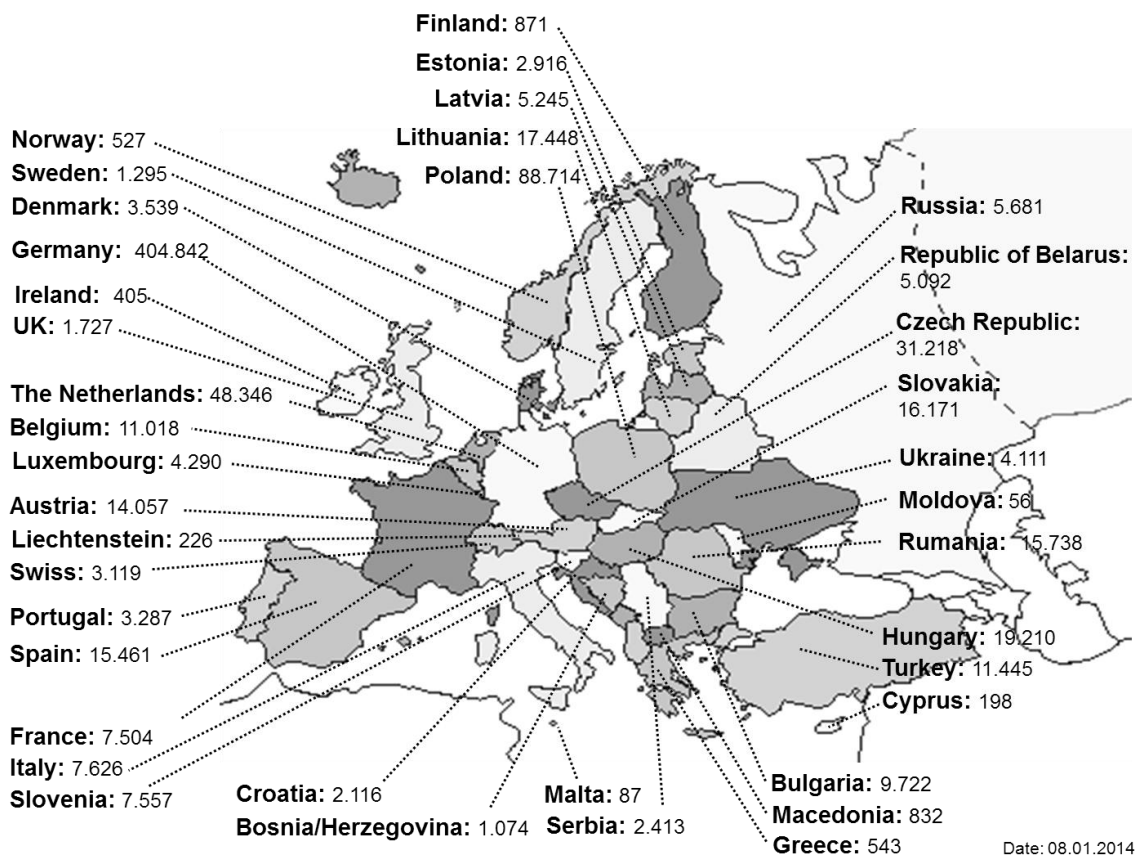 Finland: 871
Estonia: 2.916
Latvia: 5.245
Lithuania: 17.448
Poland: 88.714
Norway: 527
Sweden: 1.295
Denmark: 3.539
Germany: 404.842
Ireland: 405
UK: 1.727
The Netherlands: 48.346
Belgium: 11.018
Luxembourg: 4.290
Austria: 14.057
Liechtenstein: 226
Swiss: 3.119
Portugal: 3.287
Spain: 15.461
France: 7.504
Italy: 7.626
Slovenia: 7.557
Croatia: 2.116
Bosnia/Herzegovina: 1.074
Malta: 87
Serbia: 2.413
Russia: 5.681
Republic of Belarus:
5.092
Czech Republic:
31.218
Slovakia:
16.171
Ukraine: 4.111
Moldova: 56
Rumania: 15.738
Hungary: 19.210
Turkey: 11.445
Cyprus: 198
Bulgaria: 9.722
Macedonia: 832
Greece: 543
Date: 08.01.2014